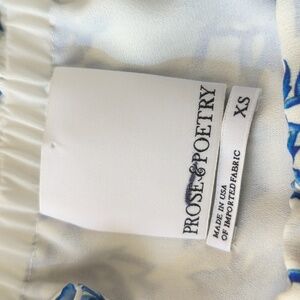 PROSE & POETRY
XS
MADE IN USA
OF IMPORTED FABRIC